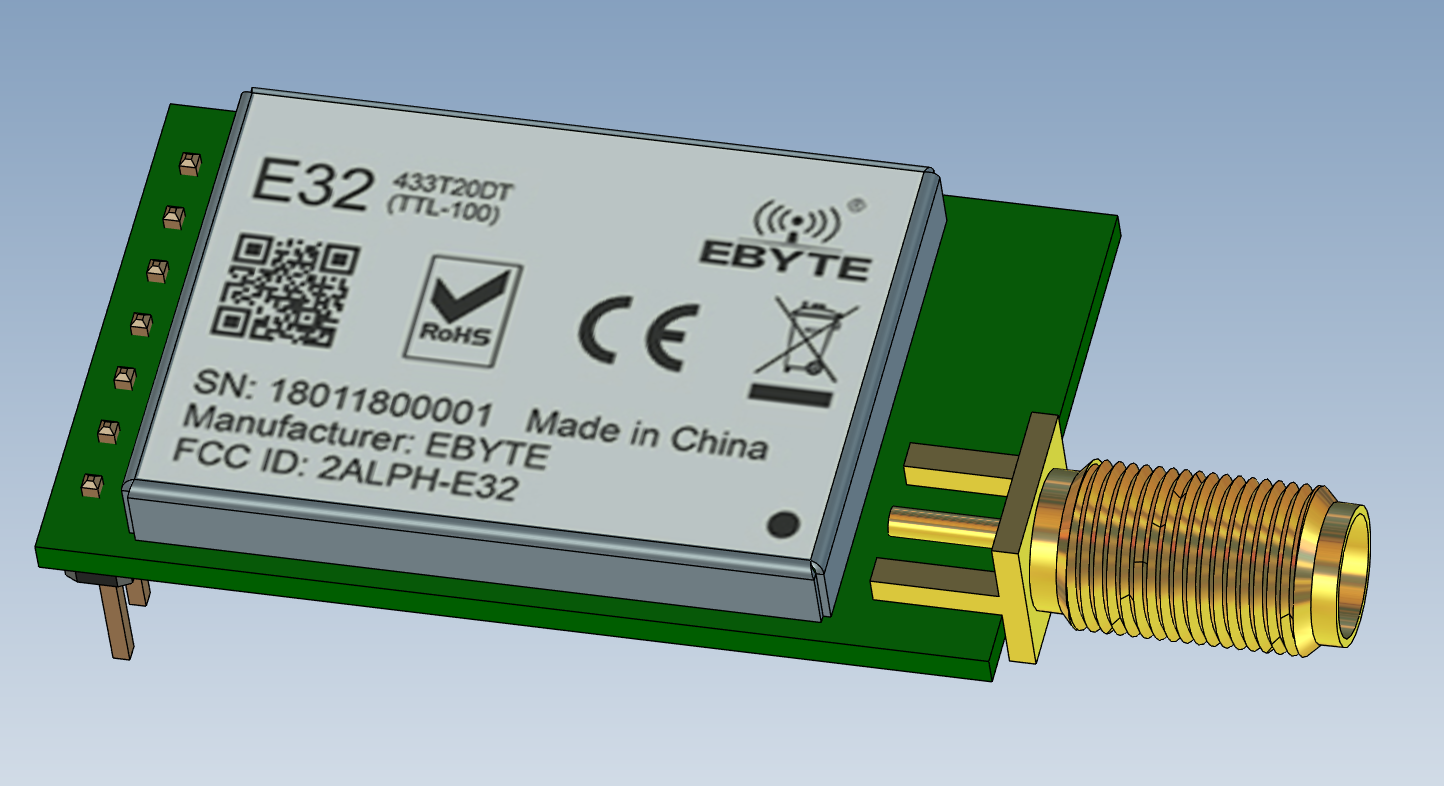 E32 433T20DT
(TTL-100)
®
EBYTE
RoHS
CE
SN: 18011800001
Made in China
Manufacturer: EBYTE
FCC ID: 2ALPH-E32